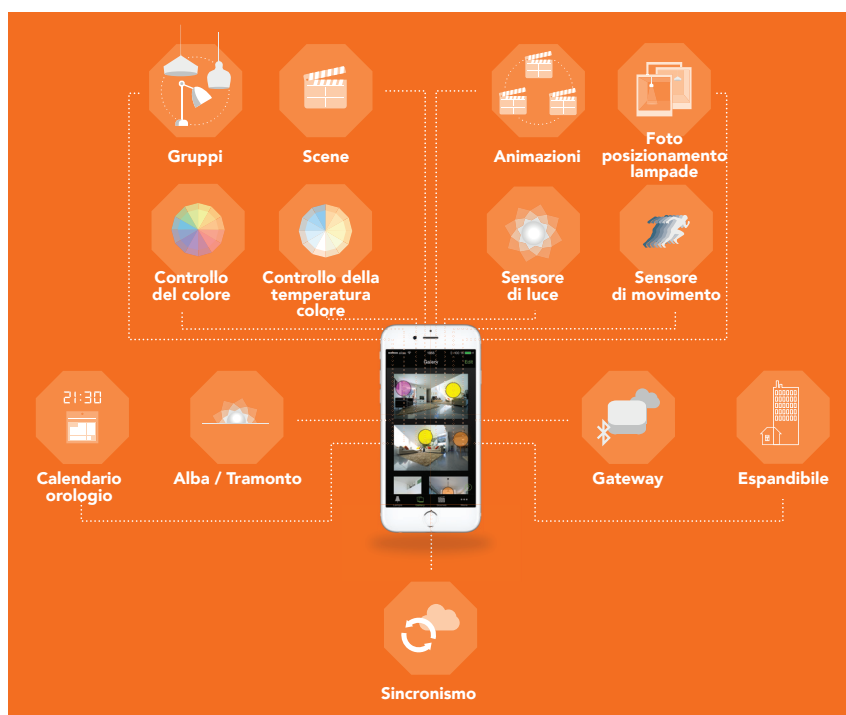 Gruppi
Scene
Animazioni
Foto
posizionamento
lampade
Controllo
del colore
Controllo della
temperatura
colore
Sensore
di luce
Sensore
di movimento
21:30
Calendario
orologio
Alba / Tramonto
Gateway
Espandibile
Sincronismo